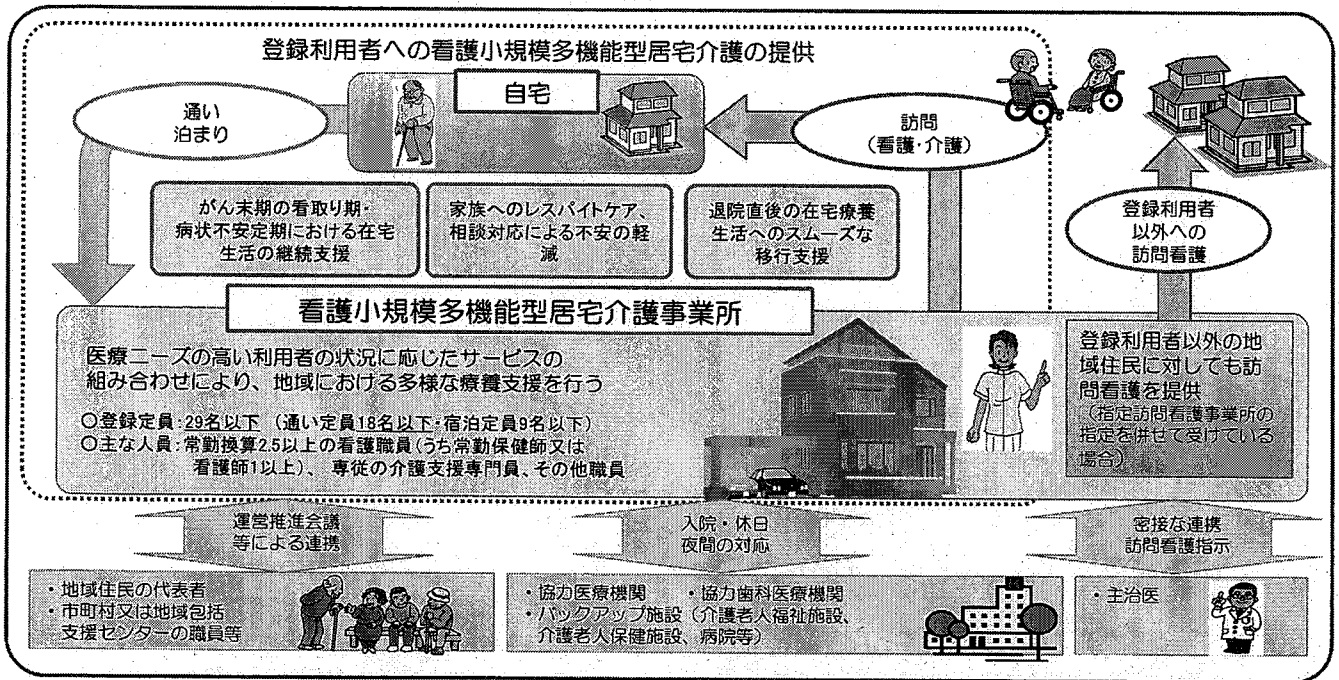 登録利用者への看護小規模多機能型居宅介護の提供
自宅
通い
泊まり
訪問
(看護・介護)
がん末期の看取り期・
病状不安定期における在宅
生活の継続支援
家族へのレスパイトケア、
相談対応による不安の軽
減
退院直後の在宅療養
生活へのスムーズな
移行支援
登録利用者
以外への
訪問看護
看護小規模多機能型居宅介護事業所
医療ニーズの高い利用者の状況に応じたサービスの
組み合わせにより、地域における多様な療養支援を行う
〇登録定員:29名以下 (通い定員18名以下・宿泊定員9名以下)
〇主な人員:常勤換算2.5以上の看護職員(うち常勤保健師又は
看護師1以上)、専従の介護支援専門員、その他職員
登録利用者以外の地
域住民に対しても訪
問看護を提供
(指定訪問看護事業所の
指定を併せて受けている
場合)
運営推進会議
等による連携
入院・休日
夜間の対応
密接な連携
訪問看護指示
・地域住民の代表者
・市町村又は地域包括
支援センターの職員等
・協力医療機関 ・協力歯科医療機関
・バックアップ施設(介護老人福祉施設、
介護老人保健施設、病院等)
・主治医